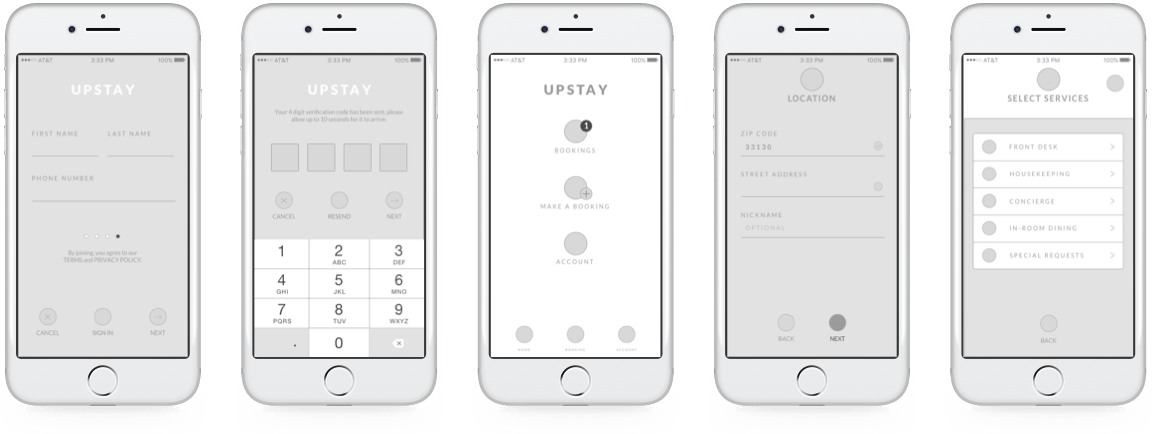 AT&T 3:33 PM 100%
UPSTAY
FIRST NAME LAST NAME
PHONE NUMBER
By joining, you agree to our
TERMS and PRIVACY POLICY.
CANCEL SIGN IN NEXT
AT&T 3:33 PM 100%
UPSTAY
Your 4 digit verification code has been sent, please
allow up to 10 seconds for it to arrive.
CANCEL RESEND NEXT
1 2 3
ABC DEF
4 5 6
GHI JKL MNO
7 8 9
PQRS TUV WXYZ
. 0
AT&T 3:33 PM 100%
UPSTAY
1
BOOKINGS
MAKE A BOOKING
ACCOUNT
HOME BOOKING ACCOUNT
AT&T 3:33 PM 100%
LOCATION
ZIP CODE
33130
STREET ADDRESS
NICKNAME
OPTIONAL
BACK NEXT
AT&T 3:33 PM 100%
SELECT SERVICES
FRONT DESK
HOUSEKEEPING
CONCIERGE
IN-ROOM DINING
SPECIAL REQUESTS
BACK